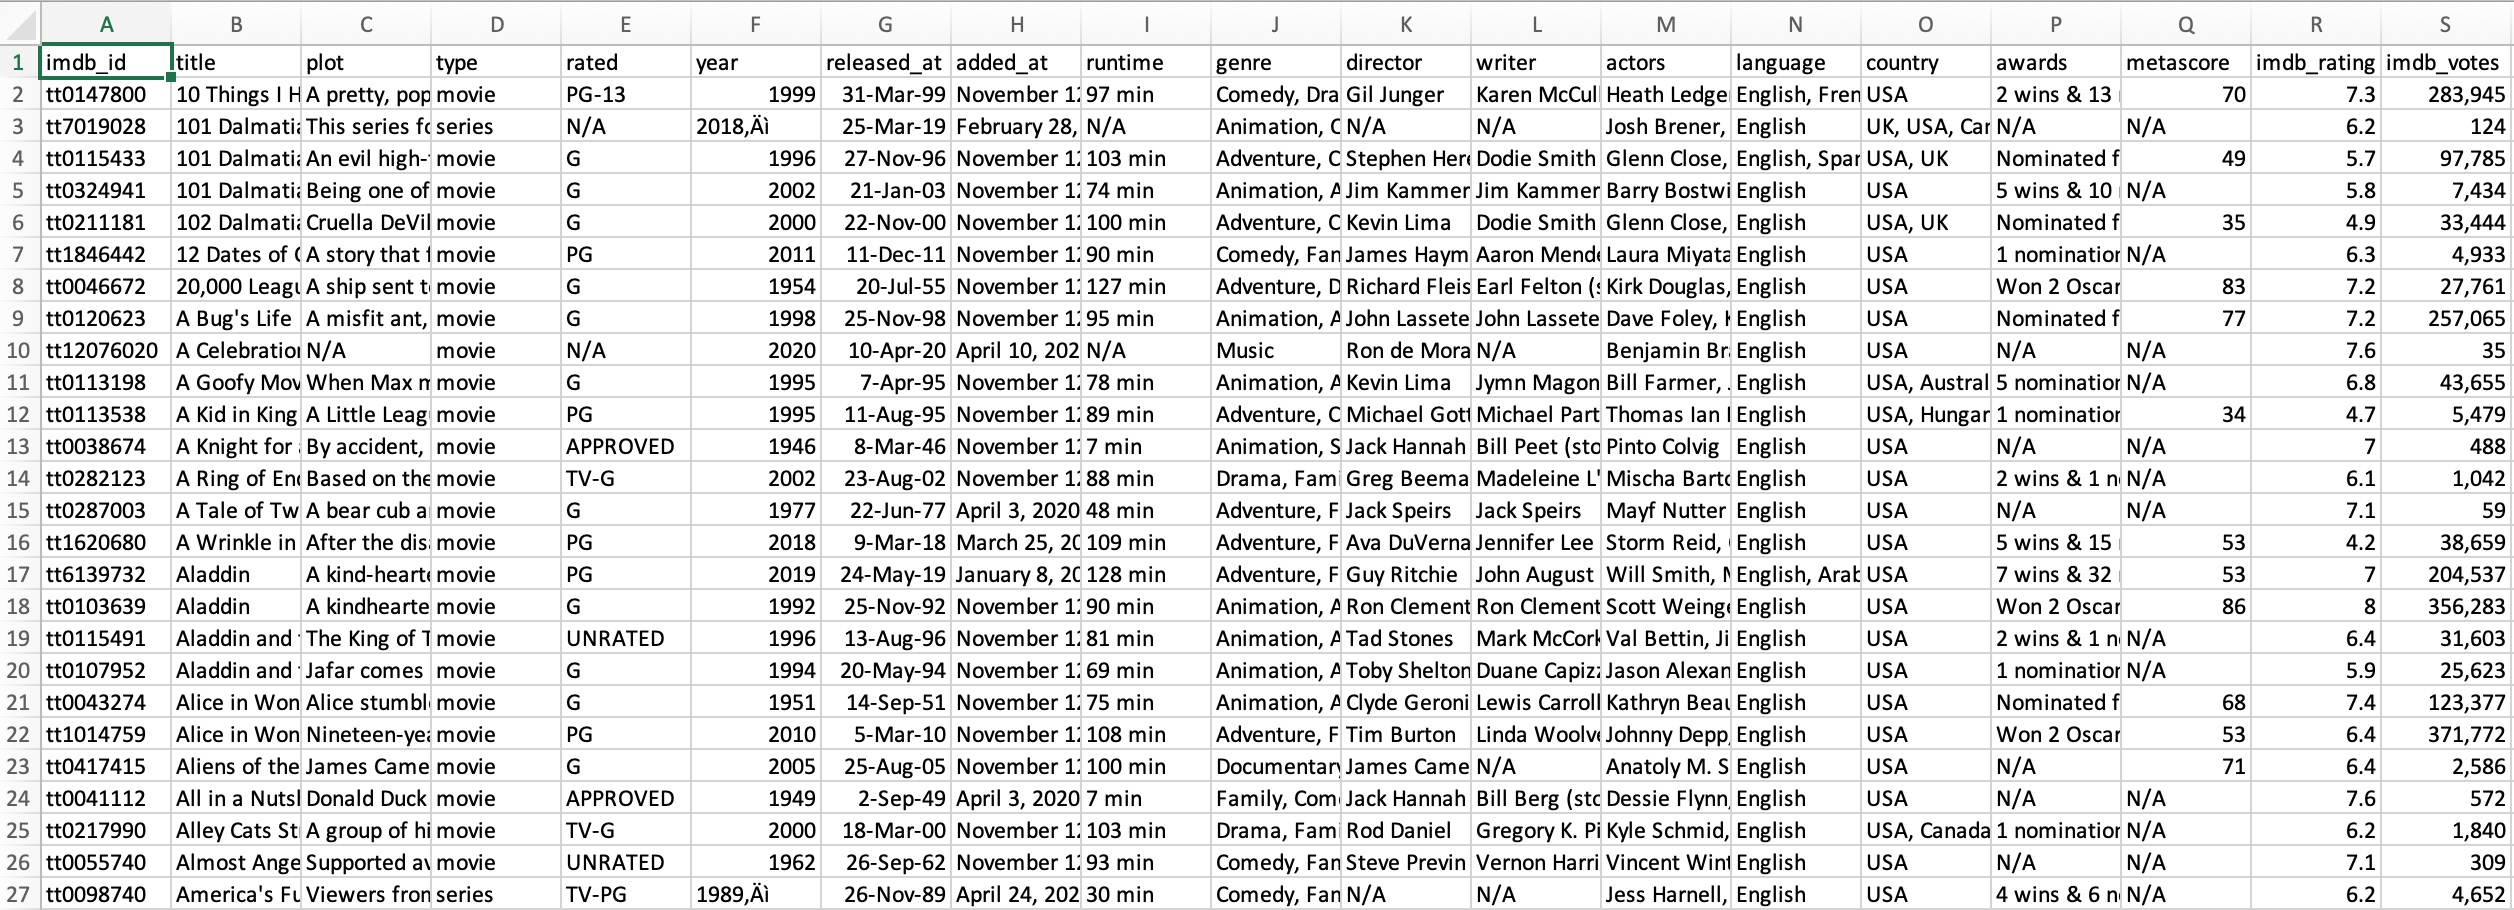 A B C D E F G H I J K L M N O P Q R S
1 imdb_id title plot type rated year released_at added_at runtime genre director writer actors language country awards metascore imdb_rating imdb_votes
2 tt0147800 10 Things I H A pretty, pop movie PG-13 1999 31-Mar-99 November 12 97 min Comedy, Dra Gil Junger Karen McCul Heath Ledge English, Fren USA 2 wins & 13 70 7.3 283,945
3 tt7019028 101 Dalmatia This series fo series N/A 2018‚Äì 25-Mar-19 February 28, N/A Animation, C N/A N/A Josh Brener, English UK, USA, Can N/A N/A 6.2 124
4 tt0115433 101 Dalmatia An evil high- movie G 1996 27-Nov-96 November 12 103 min Adventure, C Stephen Here Dodie Smith Glenn Close, English, Span USA, UK Nominated f 49 5.7 97,785
5 tt0324941 101 Dalmatia Being one of movie G 2002 21-Jan-03 November 12 74 min Animation, A Jim Kammer Jim Kammer Barry Bostwi English USA 5 wins & 10 N/A 5.8 7,434
6 tt0211181 102 Dalmatia Cruella DeVil movie G 2000 22-Nov-00 November 12 100 min Adventure, C Kevin Lima Dodie Smith Glenn Close, English USA, UK Nominated f 35 4.9 33,444
7 tt1846442 12 Dates of C A story that f movie PG 2011 11-Dec-11 November 12 90 min Comedy, Fan James Haym Aaron Mende Laura Miyata English USA 1 nomination N/A 6.3 4,933
8 tt0046672 20,000 Leagu A ship sent to movie G 1954 20-Jul-55 November 12 127 min Adventure, D Richard Fleis Earl Felton (s Kirk Douglas, English USA Won 2 Oscar 83 7.2 27,761
9 tt0120623 A Bug's Life A misfit ant, movie G 1998 25-Nov-98 November 12 95 min Animation, A John Lassete John Lassete Dave Foley, K English USA Nominated f 77 7.2 257,065
10 tt12076020 A Celebration N/A movie N/A 2020 10-Apr-20 April 10, 202 N/A Music Ron de Mora N/A Benjamin Br English USA N/A N/A 7.6 35
11 tt0113198 A Goofy Mov When Max m movie G 1995 7-Apr-95 November 12 78 min Animation, A Kevin Lima Jymn Magon Bill Farmer, J English USA, Austral 5 nomination N/A 6.8 43,655
12 tt0113538 A Kid in King A Little Leag movie PG 1995 11-Aug-95 November 12 89 min Adventure, C Michael Gott Michael Part Thomas Ian English USA, Hungar 1 nomination 34 4.7 5,479
13 tt0038674 A Knight for By accident, movie APPROVED 1946 8-Mar-46 November 12 7 min Animation, S Jack Hannah Bill Peet (sto Pinto Colvig English USA N/A N/A 7 488
14 tt0282123 A Ring of End Based on the movie TV-G 2002 23-Aug-02 November 12 88 min Drama, Fami Greg Beema Madeleine L' Mischa Barto English USA 2 wins & 1 n N/A 6.1 1,042
15 tt0287003 A Tale of Tw A bear cub a movie G 1977 22-Jun-77 April 3, 2020 48 min Adventure, F Jack Speirs Jack Speirs Mayf Nutter English USA N/A N/A 7.1 59
16 tt1620680 A Wrinkle in After the dis movie PG 2018 9-Mar-18 March 25, 20 109 min Adventure, F Ava DuVerna Jennifer Lee Storm Reid, English USA 5 wins & 15 53 4.2 38,659
17 tt6139732 Aladdin A kind-hearte movie PG 2019 24-May-19 January 8, 20 128 min Adventure, F Guy Ritchie John August Will Smith, M English, Arab USA 7 wins & 32 53 7 204,537
18 tt0103639 Aladdin A kindhearte movie G 1992 25-Nov-92 November 12 90 min Animation, A Ron Clement Ron Clement Scott Weinge English USA Won 2 Oscar 86 8 356,283
19 tt0115491 Aladdin and The King of T movie UNRATED 1996 13-Aug-96 November 12 81 min Animation, A Tad Stones Mark McCork Val Bettin, Ji English USA 2 wins & 1 n N/A 6.4 31,603
20 tt0107952 Aladdin and Jafar comes movie G 1994 20-May-94 November 12 69 min Animation, A Toby Shelton Duane Capizz Jason Alexan English USA 1 nomination N/A 5.9 25,623
21 tt0043274 Alice in Won Alice stumbl movie G 1951 14-Sep-51 November 12 75 min Animation, A Clyde Geroni Lewis Carroll Kathryn Beau English USA Nominated f 68 7.4 123,377
22 tt1014759 Alice in Won Nineteen-yea movie PG 2010 5-Mar-10 November 12 108 min Adventure, F Tim Burton Linda Woolve Johnny Depp, English USA Won 2 Oscar 53 6.4 371,772
23 tt0417415 Aliens of the James Came movie G 2005 25-Aug-05 November 12 100 min Documentary James Came N/A Anatoly M. S English USA N/A 71 6.4 2,586
24 tt0041112 All in a Nutsh Donald Duck movie APPROVED 1949 2-Sep-49 April 3, 2020 7 min Family, Com Jack Hannah Bill Berg (sto Dessie Flynn, English USA N/A N/A 7.6 572
25 tt0217990 Alley Cats St A group of hi movie TV-G 2000 18-Mar-00 November 12 103 min Drama, Fami Rod Daniel Gregory K. Pi Kyle Schmid, English USA, Canada 1 nomination N/A 6.2 1,840
26 tt0055740 Almost Ange Supported av movie UNRATED 1962 26-Sep-62 November 12 93 min Comedy, Fan Steve Previn Vernon Harri Vincent Wint English USA N/A N/A 7.1 309
27 tt0098740 America's Fu Viewers from series TV-PG 1989‚Äì 26-Nov-89 April 24, 202 30 min Comedy, Fan N/A N/A Jess Harnell, English USA 4 wins & 6 n N/A 6.2 4,652